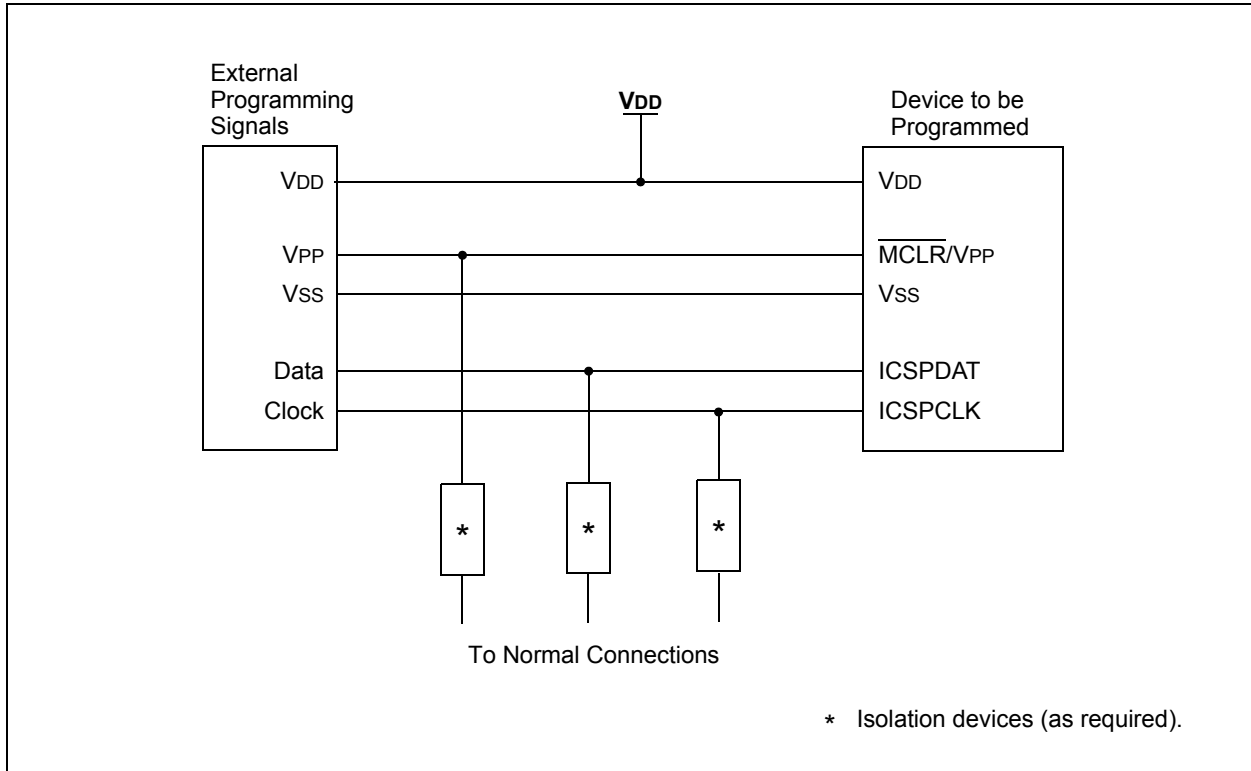 External
Programming
Signals
VDD
Device to be
Programmed
VDD
VPP
VSS
Data
Clock
VDD
MCLR/VPP
VSS
ICSPDAT
ICSPCLK
*
*
*
To Normal Connections
* Isolation devices (as required).